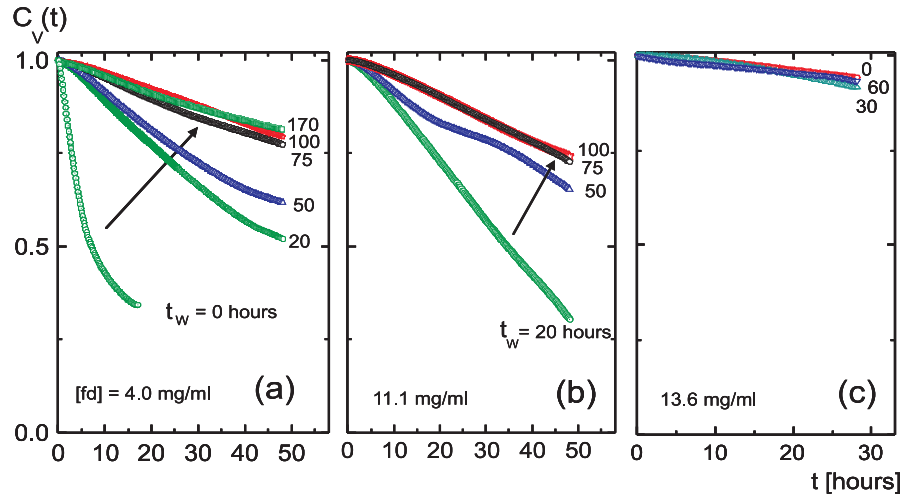 C_V(t)
1.0
0.5
0.0
170
100
75
50
20
t_w = 0 hours
[fd] = 4.0 mg/ml
(a)
0 10 20 30 40 50
100
75
50
t_w = 20 hours
11.1 mg/ml
(b)
0 10 20 30 40 50
0
60
30
13.6 mg/ml
(c)
0 10 20 30
t [hours]